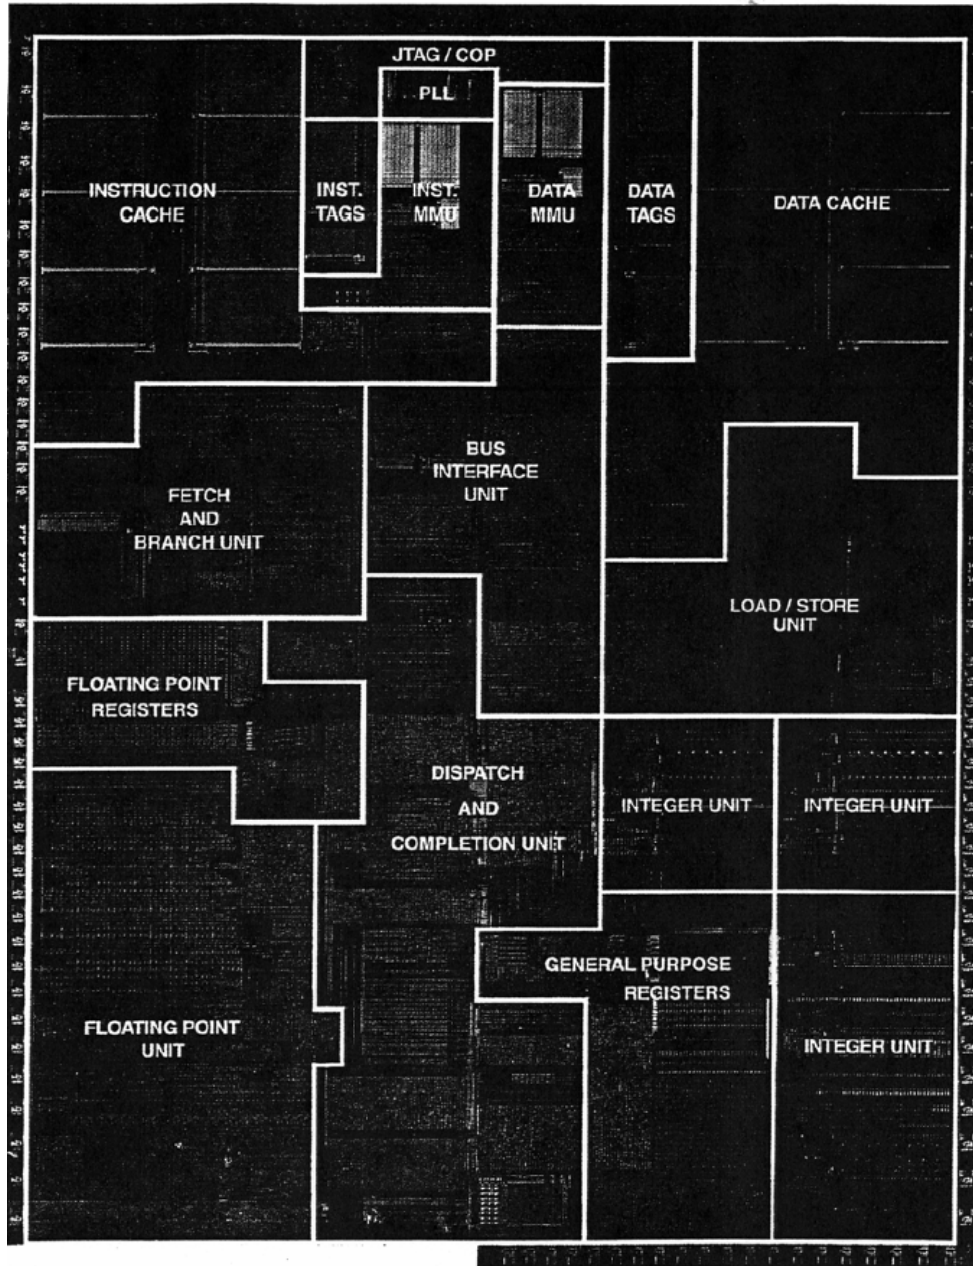 JTAG / COP
PLL
INSTRUCTION
CACHE
INST.
TAGS
INST.
MMU
DATA
MMU
DATA
TAGS
DATA CACHE
BUS
INTERFACE
UNIT
FETCH
AND
BRANCH UNIT
LOAD / STORE
UNIT
FLOATING POINT
REGISTERS
DISPATCH
AND
COMPLETION UNIT
INTEGER UNIT
INTEGER UNIT
GENERAL PURPOSE
REGISTERS
FLOATING POINT
UNIT
INTEGER UNIT